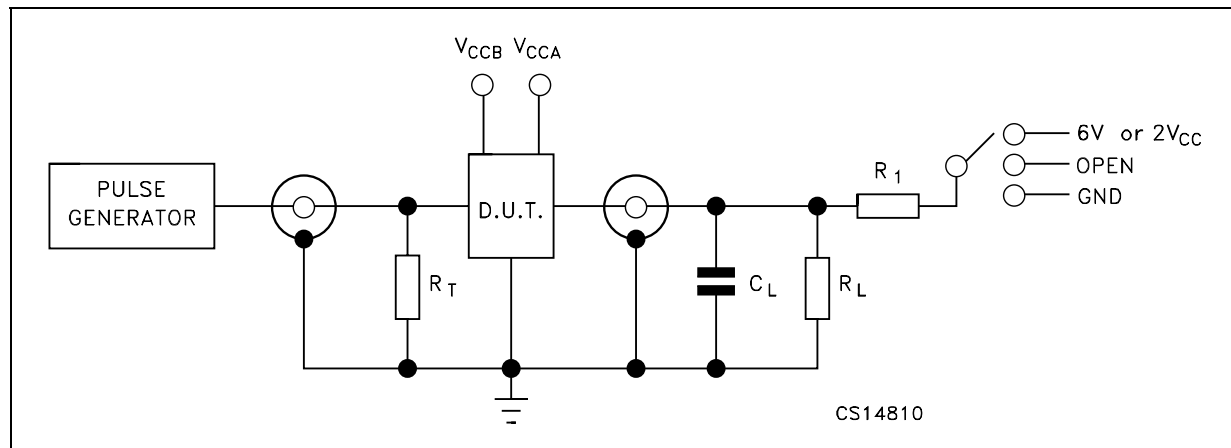 VCCB VCCA
6V or 2VCC
OPEN
GND
R1
PULSE
GENERATOR
D.U.T.
RT
CL
RL
CS14810